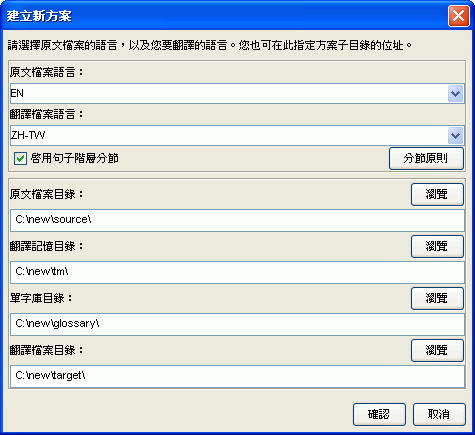 建立新方案
請選擇原文檔案的語言，以及您要翻譯的語言。您也可在此指定方案子目錄的位址。
原文檔案語言：
EN
翻譯檔案語言：
ZH-TW
啓用句子階層分節
分節原則
原文檔案目錄：
瀏覽
C:\new\source\
翻譯記憶目錄：
瀏覽
C:\new\tm\
單字庫目錄：
瀏覽
C:\new\glossary\
翻譯檔案目錄：
瀏覽
C:\new\target\
確認
取消